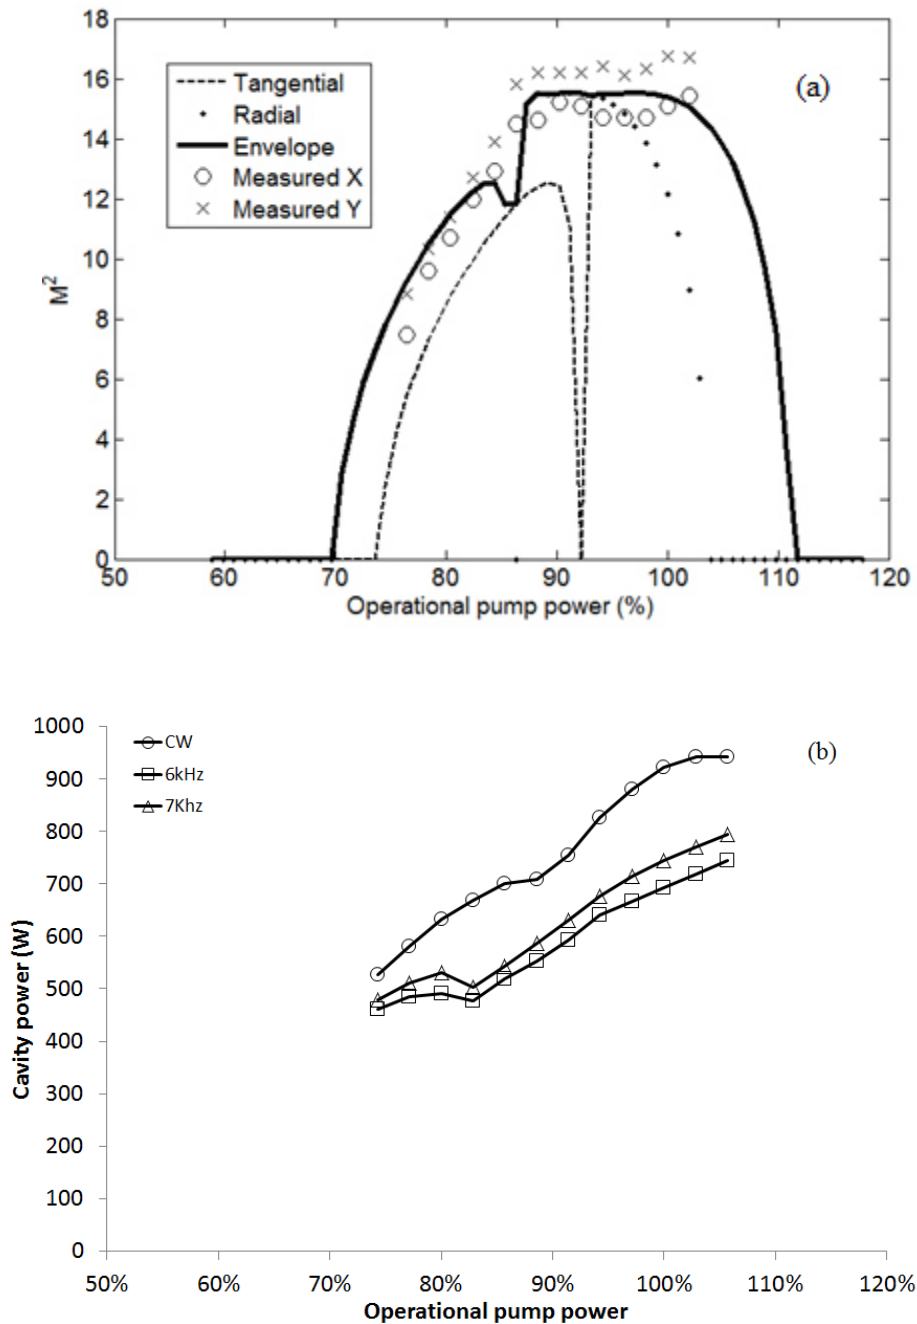 18
16
14
12
10
8
6
4
2
0
M²
(a)
Tangential
Radial
Envelope
Measured X
Measured Y
50 60 70 80 90 100 110 120
Operational pump power (%)
1000
900
800
700
600
500
400
300
200
100
0
Cavity power (W)
(b)
CW
6kHz
7Khz
50% 60% 70% 80% 90% 100% 110% 120%
Operational pump power